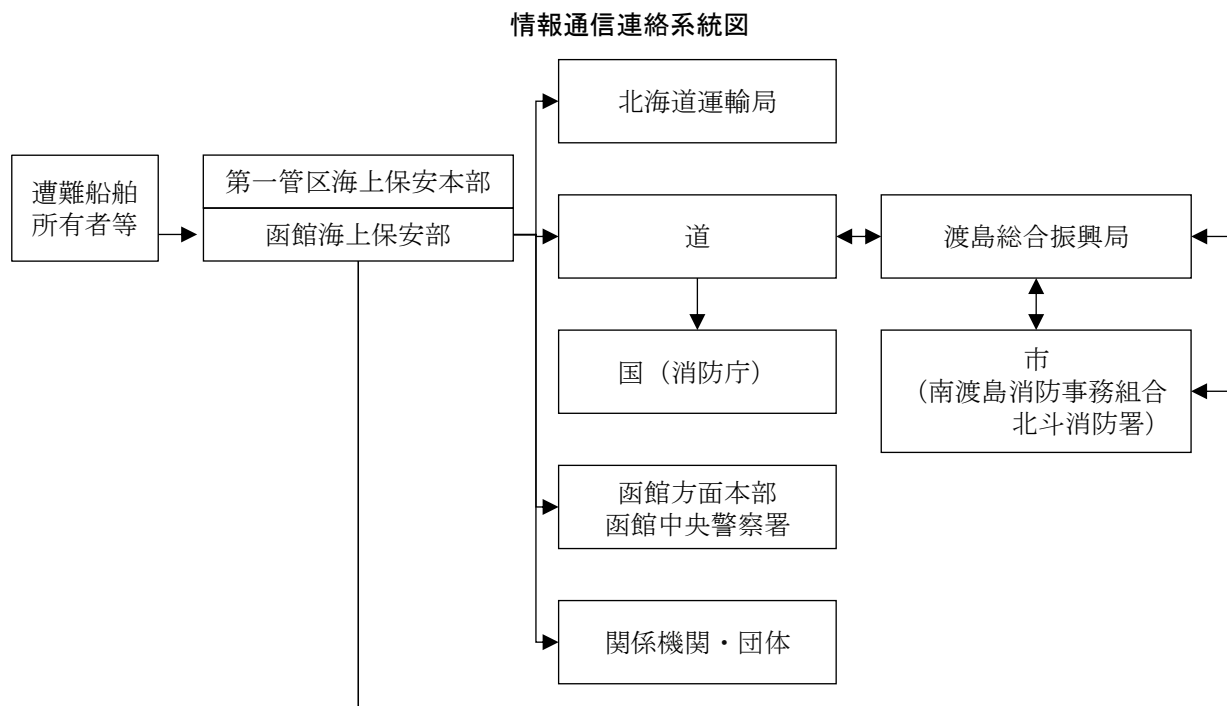 情報通信連絡系統図
北海道運輸局
遭難船舶
所有者等
第一管区海上保安本部
函館海上保安部
道
渡島総合振興局
国（消防庁）
市
（南渡島消防事務組合
北斗消防署）
函館方面本部
函館中央警察署
関係機関・団体